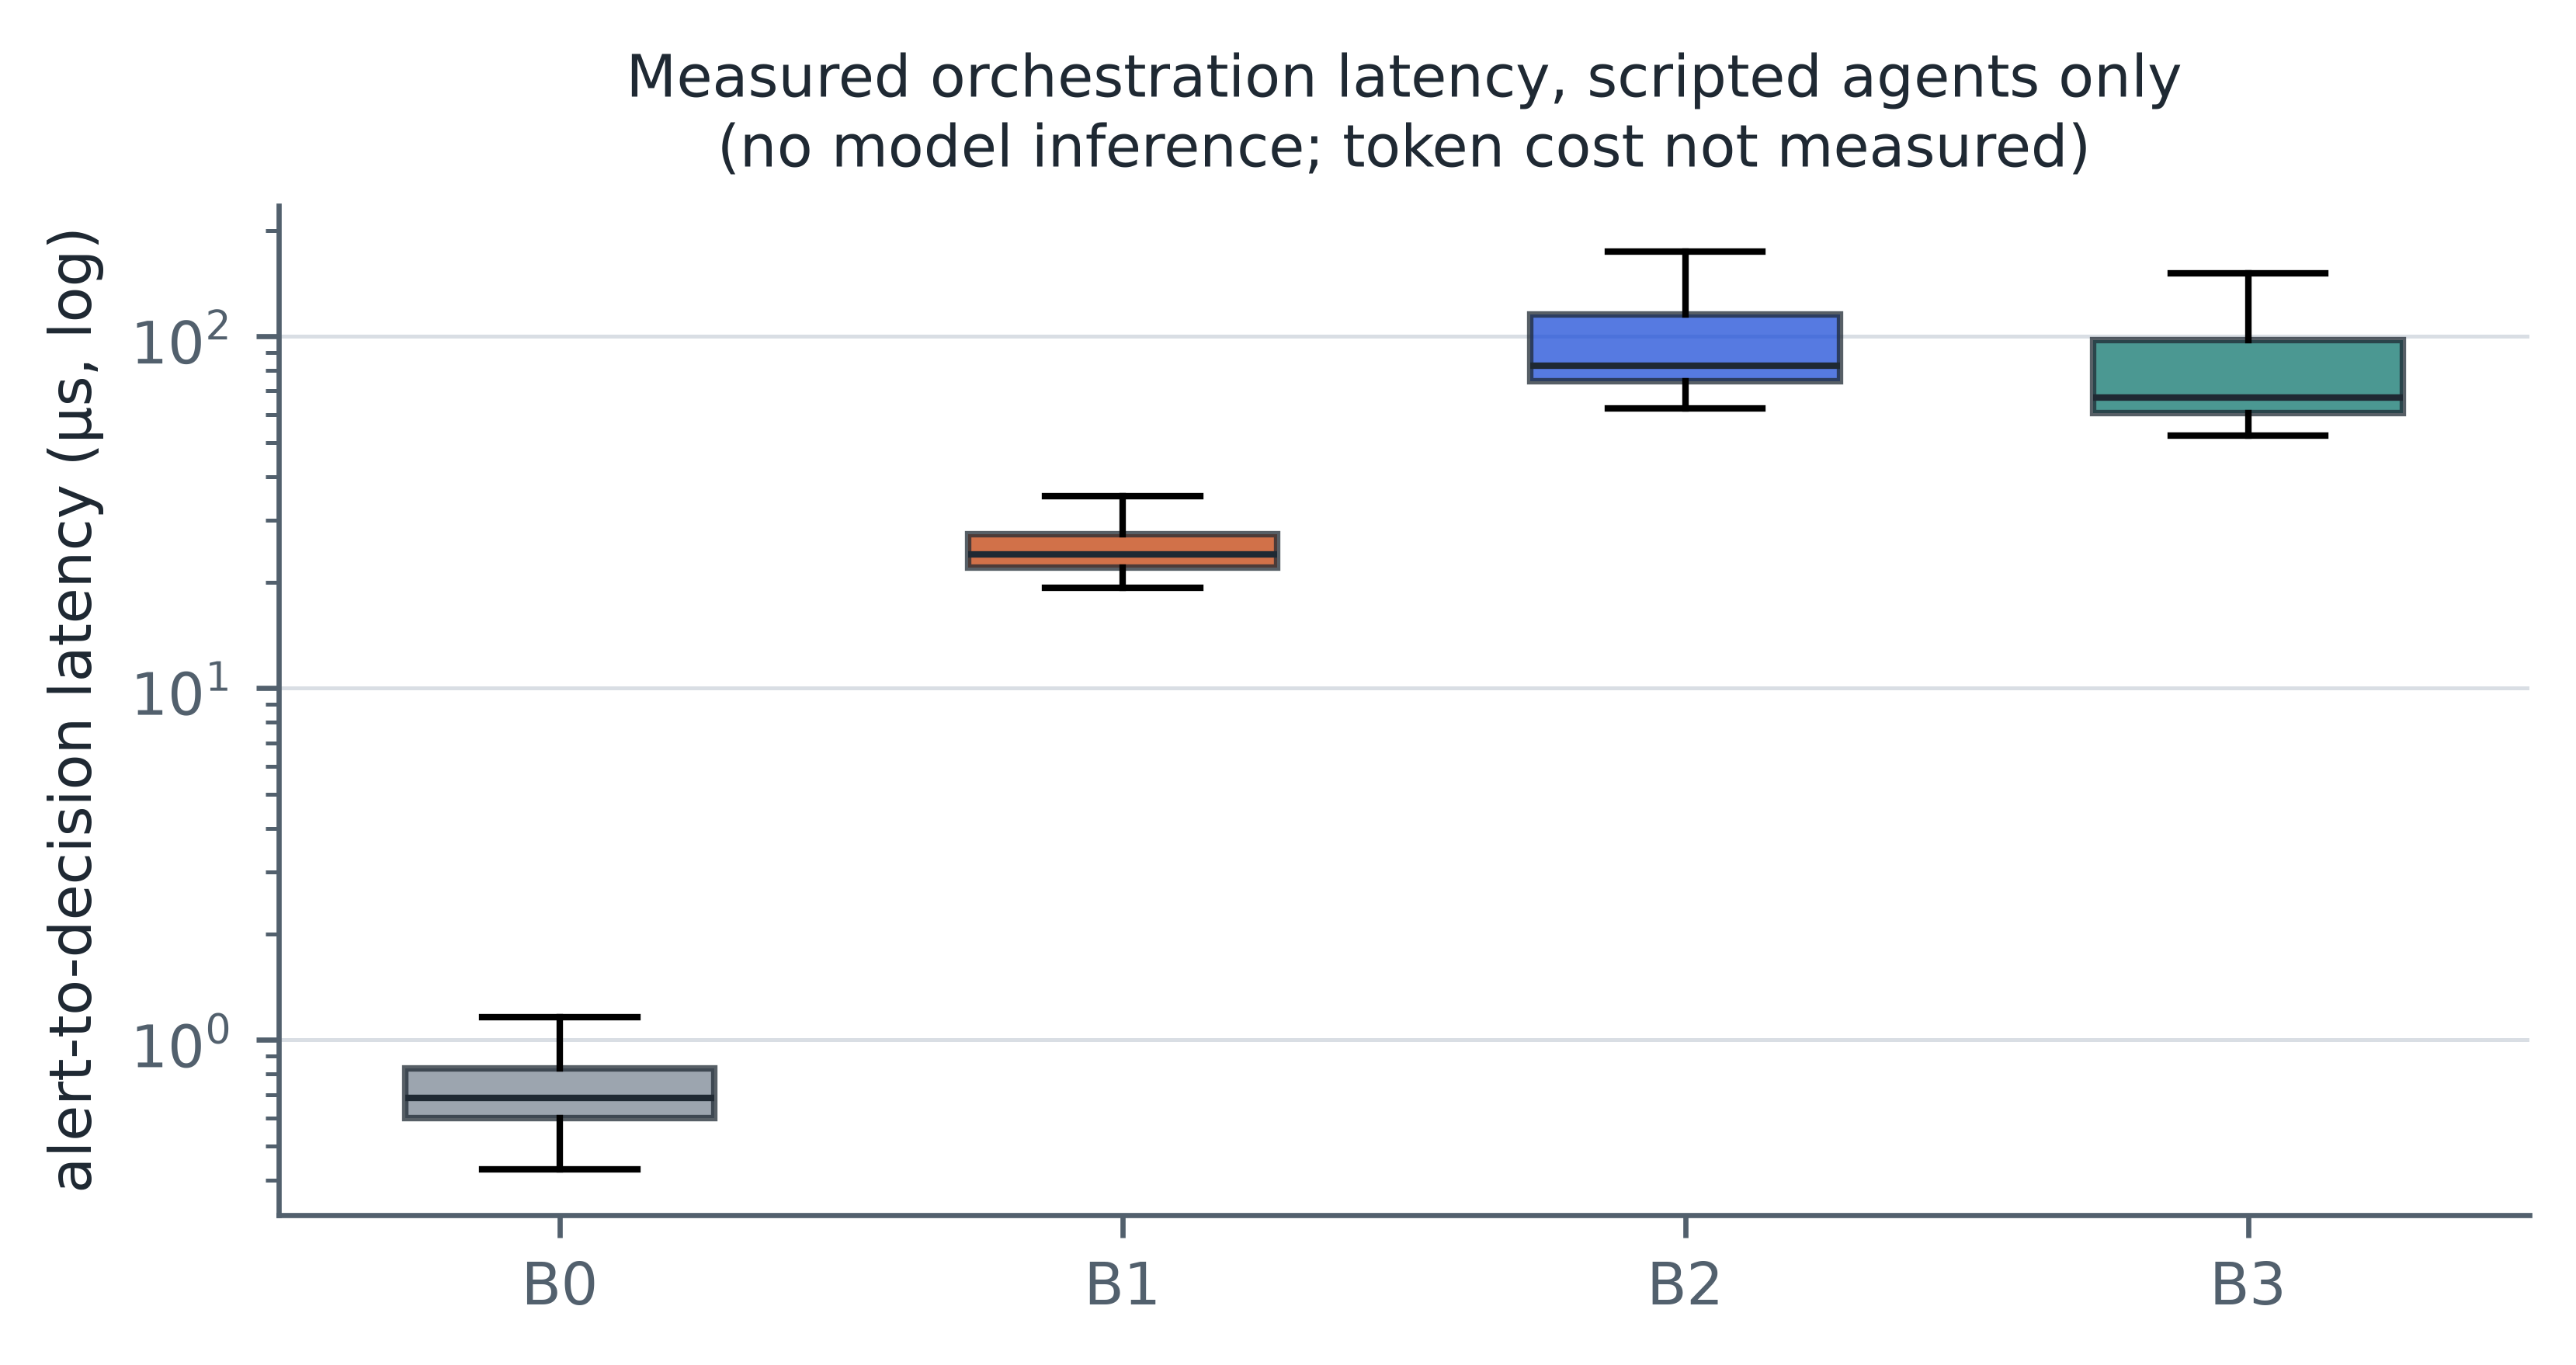 Measured orchestration latency, scripted agents only
(no model inference; token cost not measured)
alert-to-decision latency (µs, log)
10²
10¹
10⁰
B0 B1 B2 B3